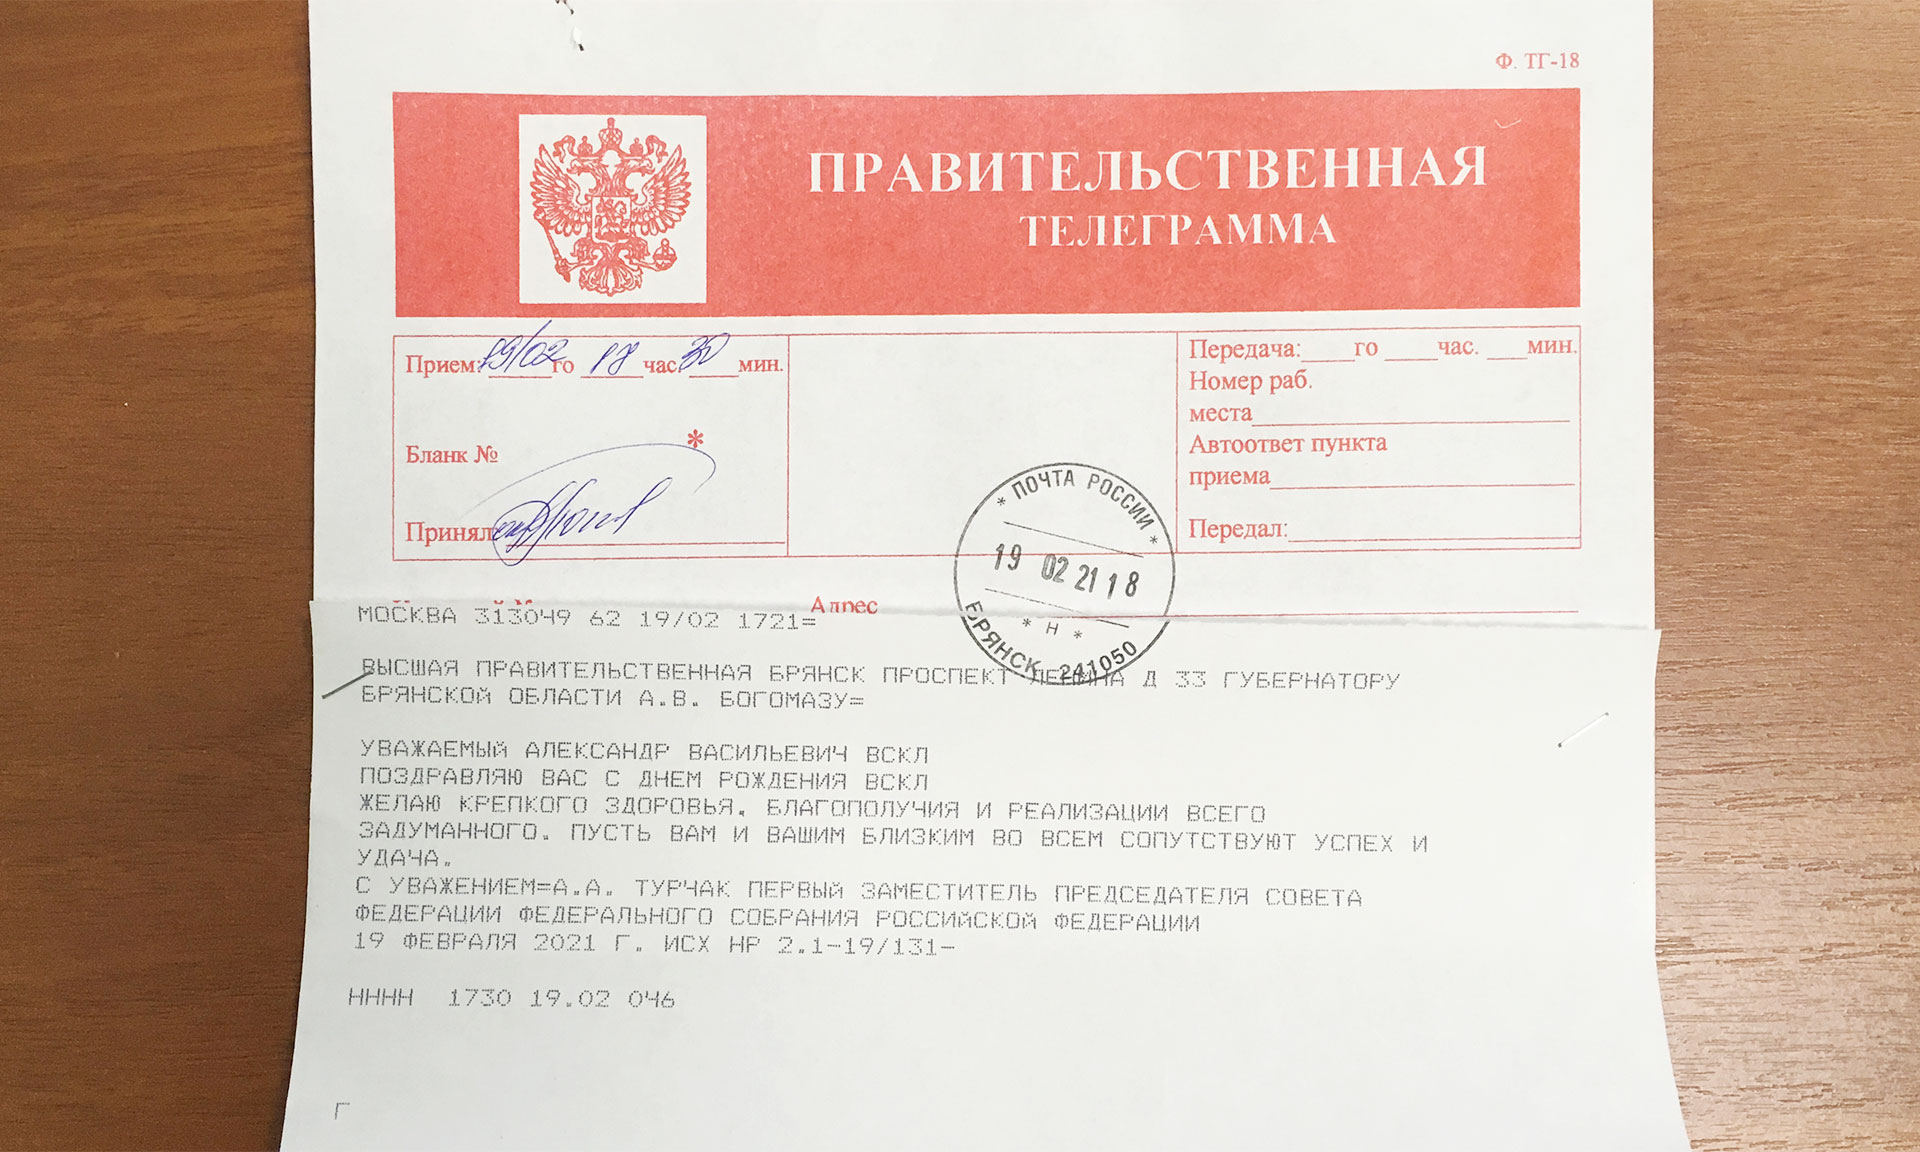 Ф. ТГ-18
ПРАВИТЕЛЬСТВЕННАЯ
ТЕЛЕГРАММА
Прием: 19/02 го 17 час. 30 мин.
Бланк №
*
Принял:
Передача: го час. мин.
Номер раб.
места
Автоответ пункта
приема
Передал:
* ПОЧТА РОССИИ *
19 02 21 18
* Н *
БРЯНСК 241050
Адрес
МОСКВА 313049 62 19/02 1721=
ВЫСШАЯ ПРАВИТЕЛЬСТВЕННАЯ БРЯНСК ПРОСПЕКТ ЛЕНИНА Д 33 ГУБЕРНАТОРУ
БРЯНСКОЙ ОБЛАСТИ А.В. БОГОМАЗУ=
УВАЖАЕМЫЙ АЛЕКСАНДР ВАСИЛЬЕВИЧ ВСКЛ
ПОЗДРАВЛЯЮ ВАС С ДНЕМ РОЖДЕНИЯ ВСКЛ
ЖЕЛАЮ КРЕПКОГО ЗДОРОВЬЯ, БЛАГОПОЛУЧИЯ И РЕАЛИЗАЦИИ ВСЕГО
ЗАДУМАННОГО. ПУСТЬ ВАМ И ВАШИМ БЛИЗКИМ ВО ВСЕМ СОПУТСТВУЮТ УСПЕХ И
УДАЧА.
С УВАЖЕНИЕМ=А.А. ТУРЧАК ПЕРВЫЙ ЗАМЕСТИТЕЛЬ ПРЕДСЕДАТЕЛЯ СОВЕТА
ФЕДЕРАЦИИ ФЕДЕРАЛЬНОГО СОБРАНИЯ РОССИЙСКОЙ ФЕДЕРАЦИИ
19 ФЕВРАЛЯ 2021 Г. ИСХ НР 2.1-19/131-
НННН 1730 19.02 046
Г